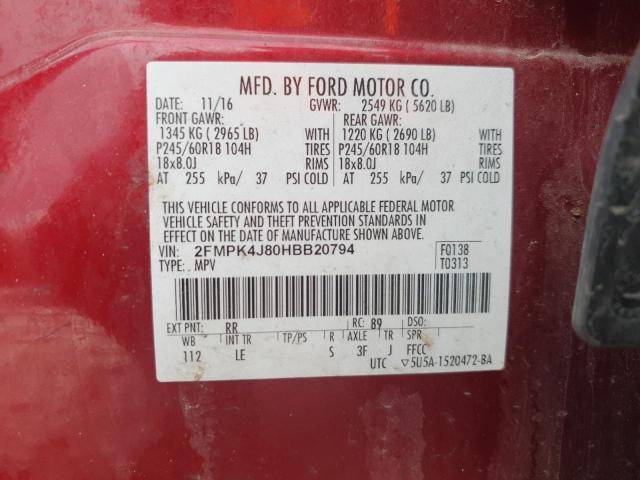 MFD. BY FORD MOTOR CO.
DATE: 11/16 GVWR: 2549 KG ( 5620 LB)
FRONT GAWR: REAR GAWR:
1345 KG ( 2965 LB) WITH 1220 KG ( 2690 LB) WITH
P245/60R18 104H TIRES P245/60R18 104H TIRES
18x8.0J RIMS 18x8.0J RIMS
AT 255 kPa/ 37 PSI COLD AT 255 kPa/ 37 PSI COLD
THIS VEHICLE CONFORMS TO ALL APPLICABLE FEDERAL MOTOR
VEHICLE SAFETY AND THEFT PREVENTION STANDARDS IN
EFFECT ON THE DATE OF MANUFACTURE SHOWN ABOVE.
VIN: 2FMPK4J80HBB20794 F0138
TYPE: MPV T0313
EXT PNT: RR RC: 89 DSO:
WB INT TR TP/PS R AXLE TR SPR
112 LE S 3F J FFCC
UTC ▽5U5A-1520472-BA